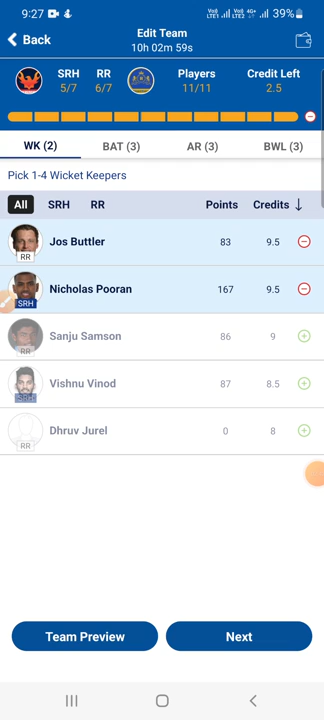 9:27 VoLTE1 VoLTE2 4G+ 39%
Edit Team
Back
10h 02m 59s
SRH RR Players Credit Left
5/7 6/7 11/11 2.5
WK (2) BAT (3) AR (3) BWL (3)
Pick 1-4 Wicket Keepers
All SRH RR Points Credits ↓
Jos Buttler 83 9.5
RR
Nicholas Pooran 167 9.5
SRH
Sanju Samson 86 9
RR
Vishnu Vinod 87 8.5
SRH
Dhruv Jurel 0 8
RR
Team Preview Next